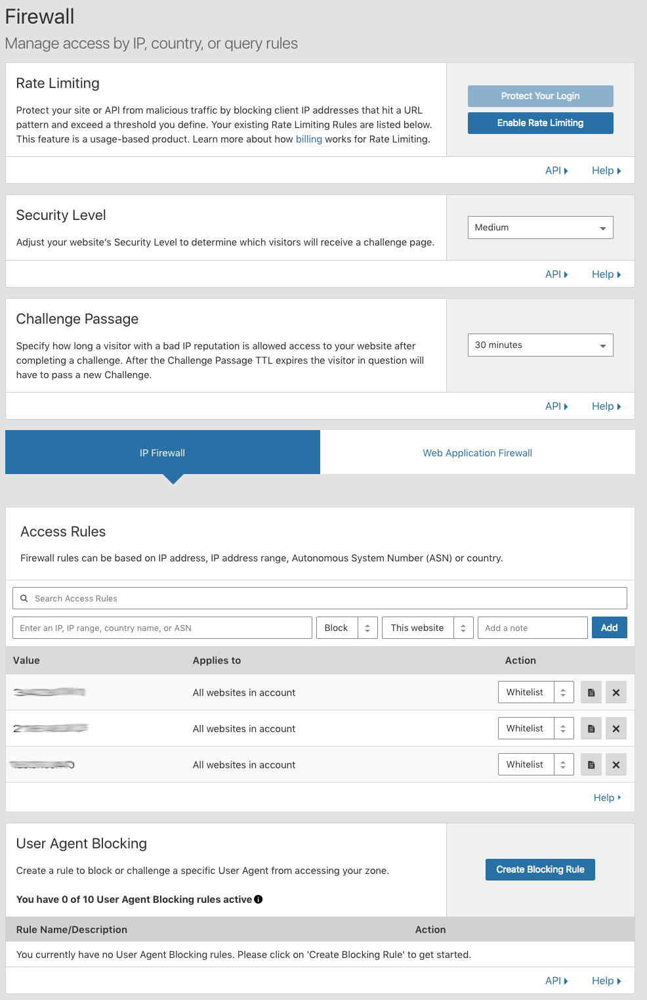 Firewall
Manage access by IP, country, or query rules
Rate Limiting
Protect your site or API from malicious traffic by blocking client IP addresses that hit a URL
pattern and exceed a threshold you define. Your existing Rate Limiting Rules are listed below.
This feature is a usage-based product. Learn more about how billing works for Rate Limiting.
Protect Your Login
Enable Rate Limiting
API Help
Security Level
Adjust your website's Security Level to determine which visitors will receive a challenge page.
Medium
API Help
Challenge Passage
Specify how long a visitor with a bad IP reputation is allowed access to your website after
completing a challenge. After the Challenge Passage TTL expires the visitor in question will
have to pass a new Challenge.
30 minutes
API Help
IP Firewall Web Application Firewall
Access Rules
Firewall rules can be based on IP address, IP address range, Autonomous System Number (ASN) or country.
Search Access Rules
Enter an IP, IP range, country name, or ASN Block This website Add a note Add
Value Applies to Action
All websites in account Whitelist
All websites in account Whitelist
All websites in account Whitelist
Help
User Agent Blocking
Create a rule to block or challenge a specific User Agent from accessing your zone.
You have 0 of 10 User Agent Blocking rules active
Create Blocking Rule
Rule Name/Description Action
You currently have no User Agent Blocking rules. Please click on 'Create Blocking Rule' to get started.
API Help